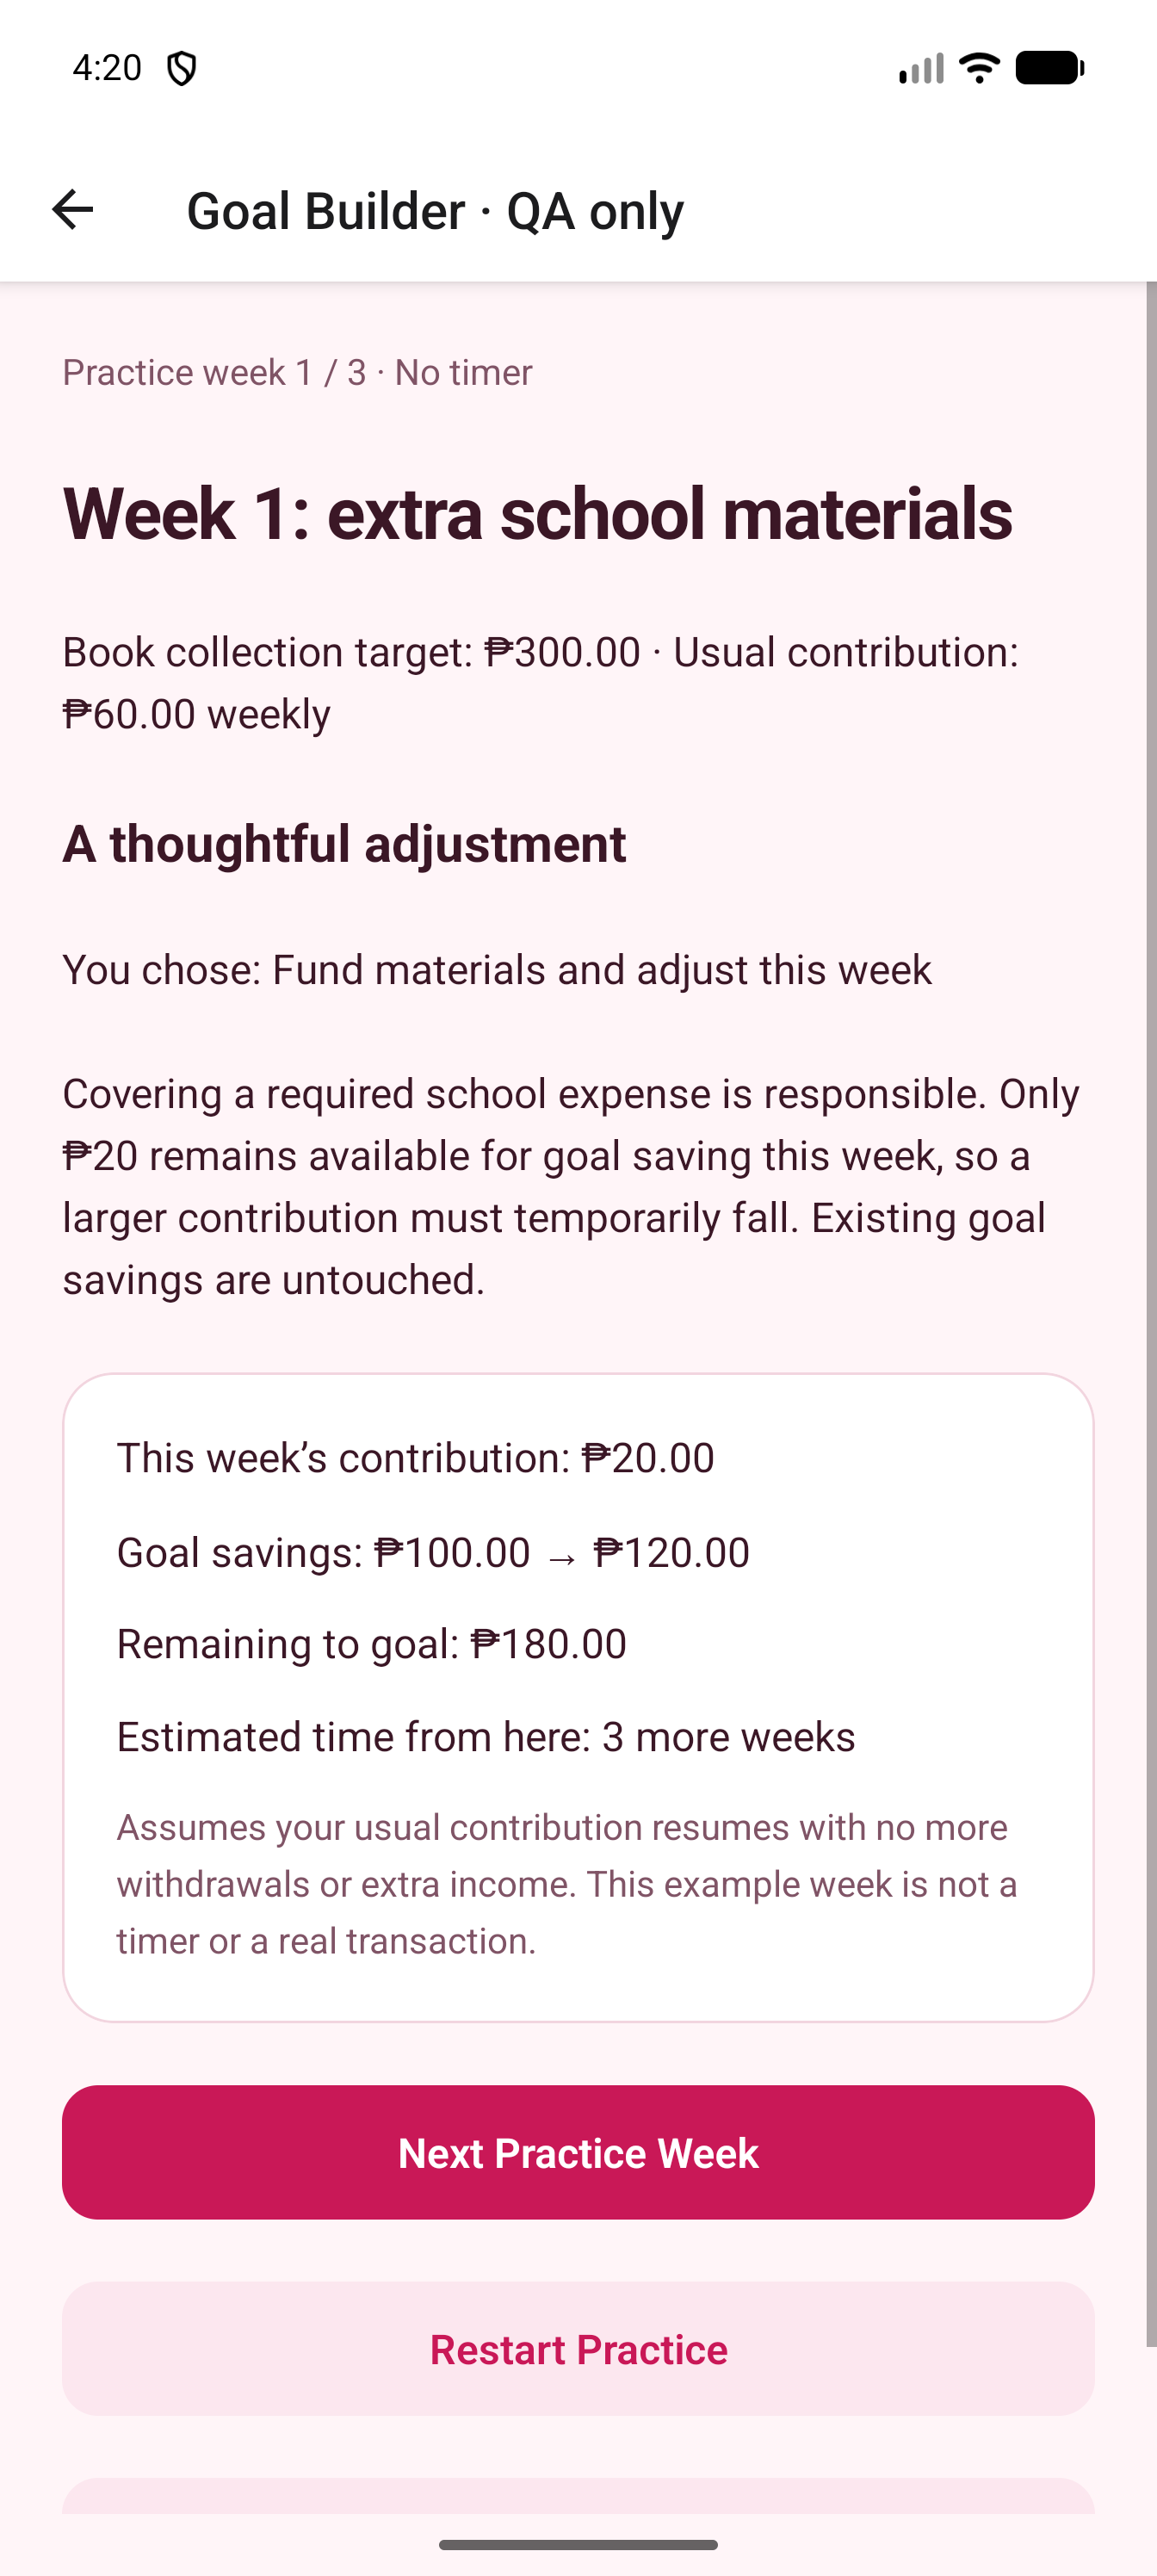 4:20
Goal Builder · QA only
Practice week 1 / 3 · No timer
Week 1: extra school materials
Book collection target: ₱300.00 · Usual contribution:
₱60.00 weekly
A thoughtful adjustment
You chose: Fund materials and adjust this week
Covering a required school expense is responsible. Only
₱20 remains available for goal saving this week, so a
larger contribution must temporarily fall. Existing goal
savings are untouched.
This week’s contribution: ₱20.00
Goal savings: ₱100.00 → ₱120.00
Remaining to goal: ₱180.00
Estimated time from here: 3 more weeks
Assumes your usual contribution resumes with no more
withdrawals or extra income. This example week is not a
timer or a real transaction.
Next Practice Week
Restart Practice